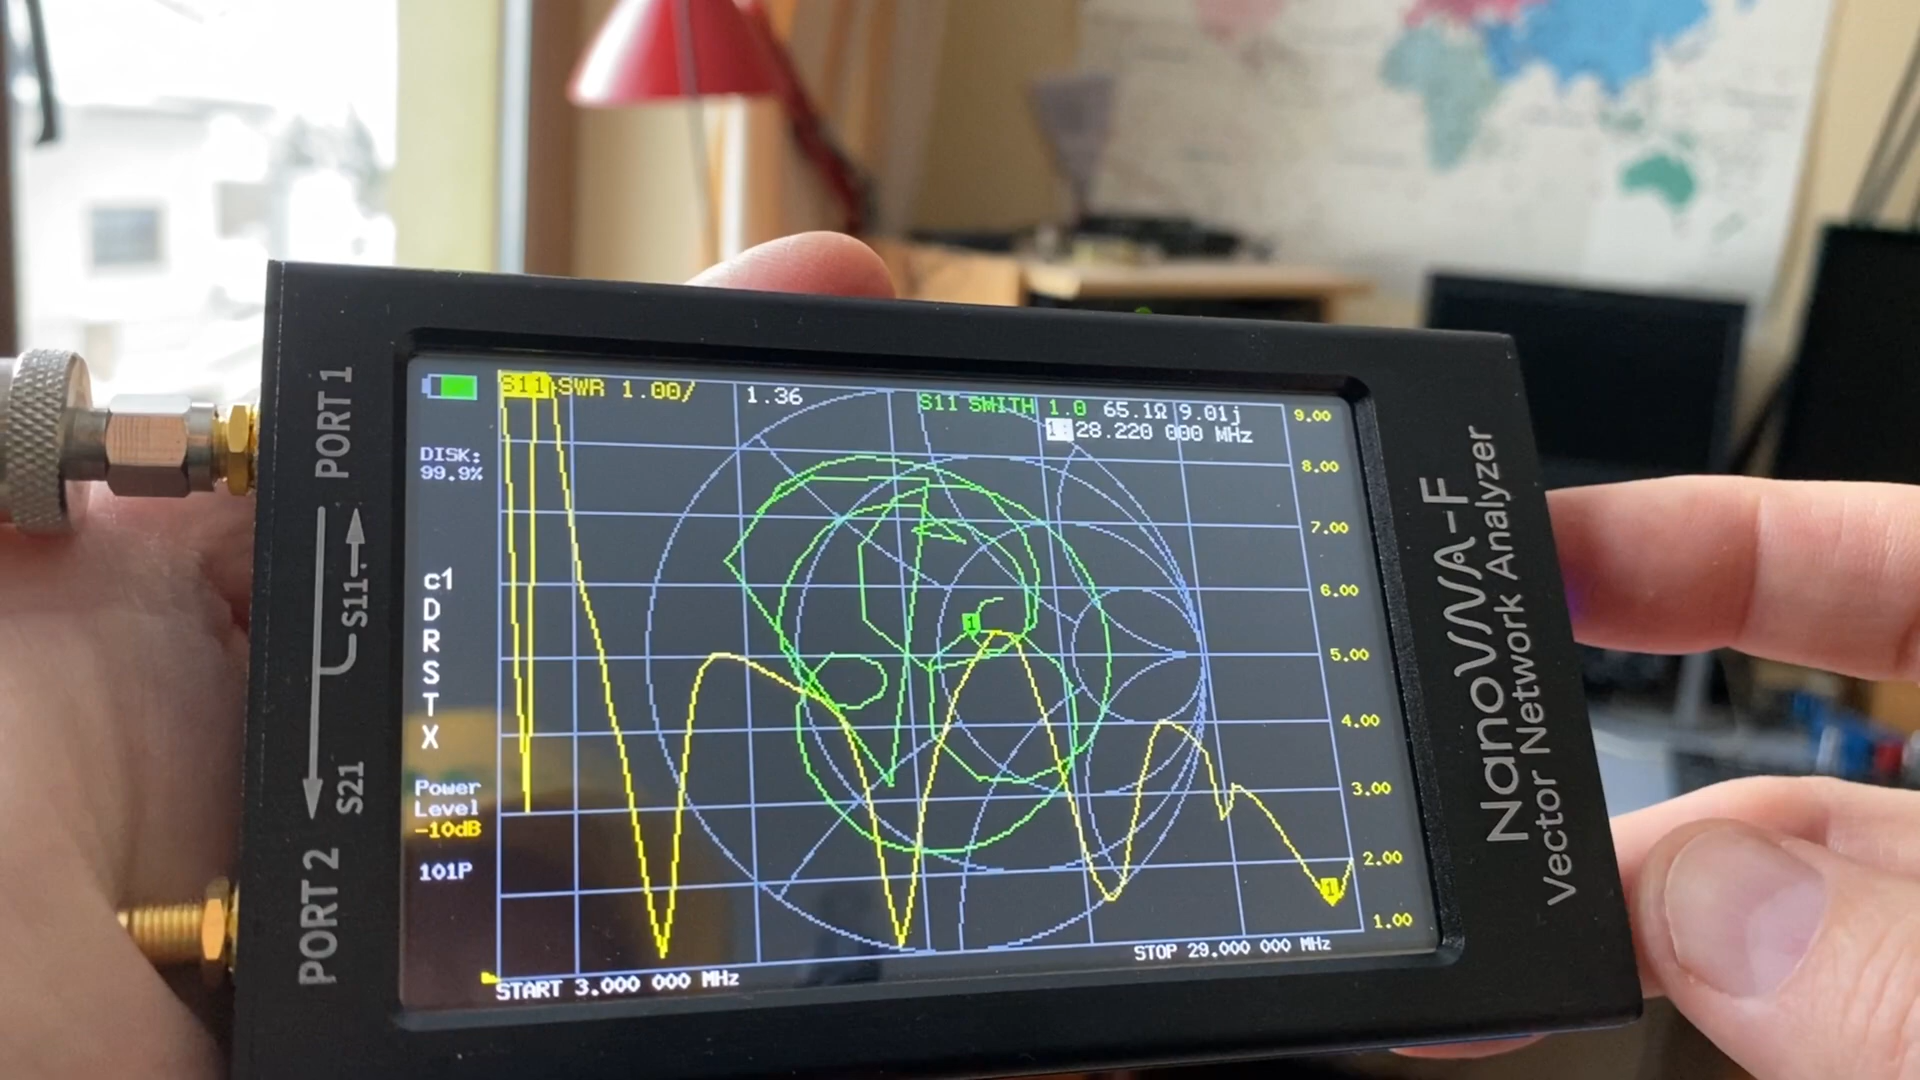 S11 SWR 1.00/ 1.36
S11 SMITH 1.0 65.1Ω 9.01j
1: 28.220 000 MHz
9.00
8.00
7.00
6.00
5.00
4.00
3.00
2.00
1.00
DISK:
99.9%
c1
D
R
S
T
X
Power
Level
-10dB
101P
1
1
START 3.000 000 MHz
STOP 29.000 000 MHz
PORT 1
S11
S21
PORT 2
NanoVNA-F
Vector Network Analyzer